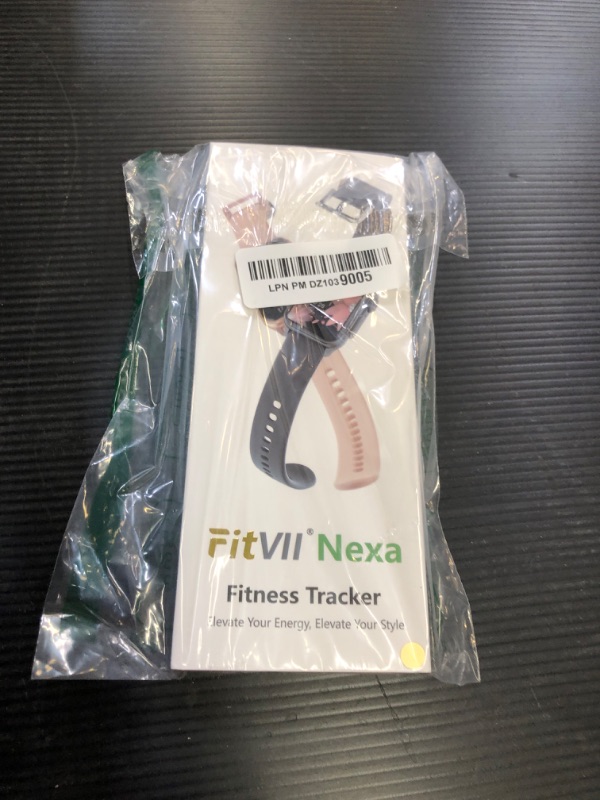 LPN PM DZ1039005
FitVII® Nexa
Fitness Tracker
Elevate Your Energy, Elevate Your Style